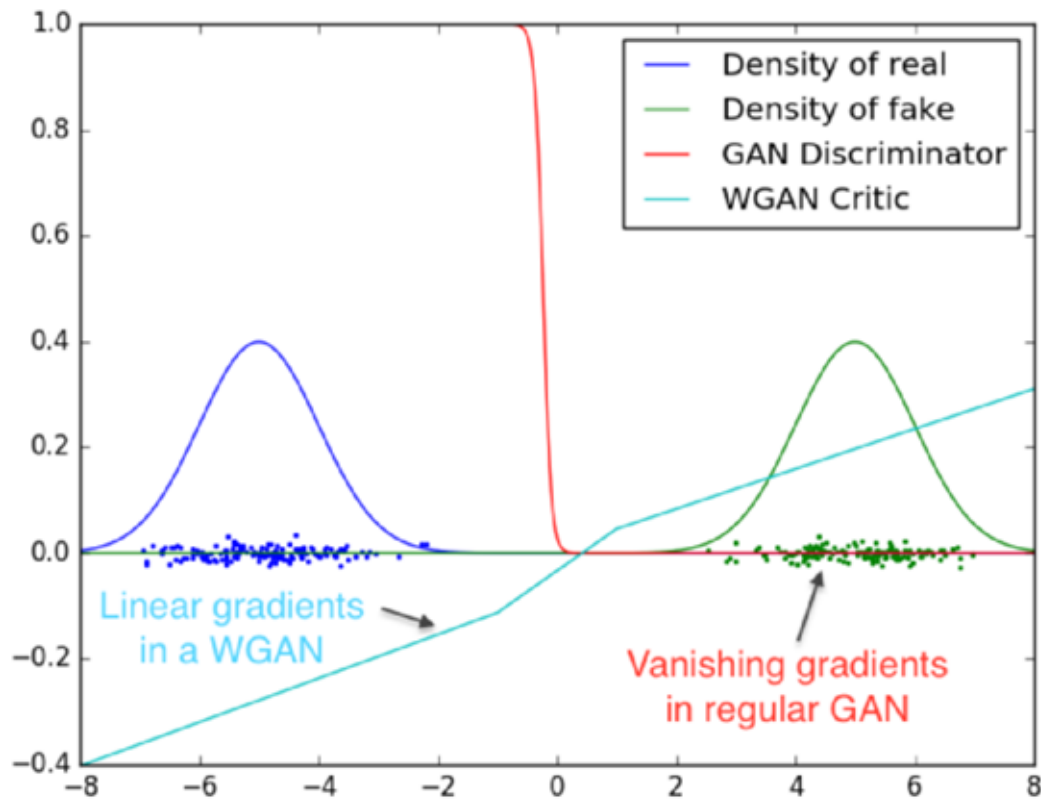 1.0
0.8
0.6
0.4
0.2
0.0
−0.2
−0.4
−8
−6
−4
−2
0
2
4
6
8
Density of real
Density of fake
GAN Discriminator
WGAN Critic
Linear gradients
in a WGAN
Vanishing gradients
in regular GAN